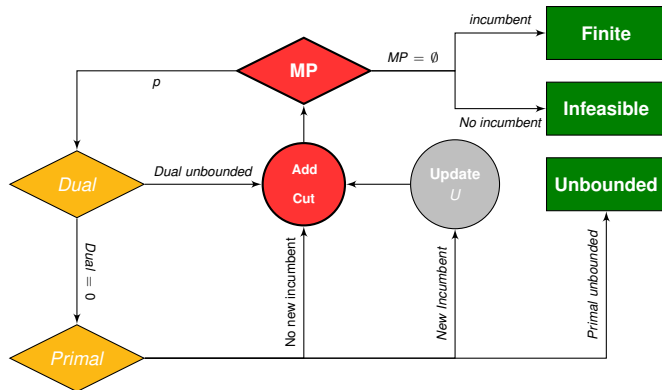 incumbent
Finite
MP
MP = ∅
p
No incumbent
Infeasible
Dual
Dual unbounded
Add
Cut
Update
U
Unbounded
Dual = 0
No new incumbent
New Incumbent
Primal unbounded
Primal